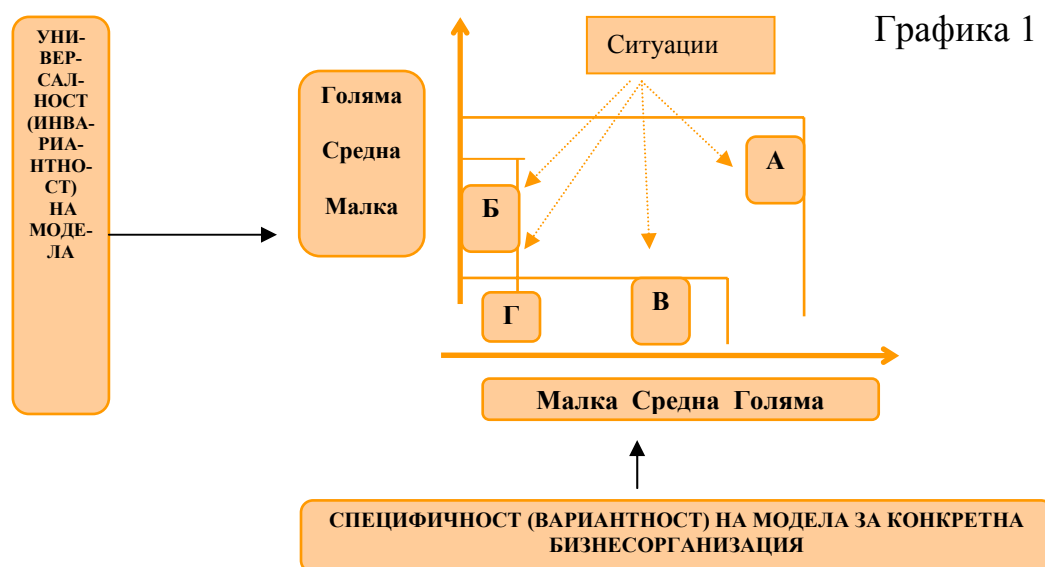 Графика 1
УНИ-
ВЕР-
САЛ-
НОСТ
(ИНВА-
РИА-
НТНО-
СТ)
НА
МОДЕ-
ЛА
Голяма
Средна
Малка
Ситуации
А
Б
В
Г
Малка Средна Голяма
СПЕЦИФИЧНОСТ (ВАРИАНТНОСТ) НА МОДЕЛА ЗА КОНКРЕТНА
БИЗНЕСОРГАНИЗАЦИЯ